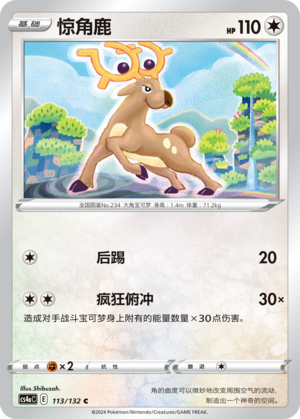 基础 惊角鹿 HP 110
全国图鉴No.234 大角宝可梦 身高：1.4m 体重：71.2kg
后踢 20
疯狂俯冲 30×
造成对手战斗宝可梦身上附有的能量数量×30点伤害。
弱点 ×2 抗性 撤退
Illus.Shibuzoh.
CS4aC E 113/132 C
角的曲度可以微妙地改变周围空气的流动，
制造出一个神奇的空间。
©2024 Pokémon/Nintendo/Creatures/GAME FREAK.